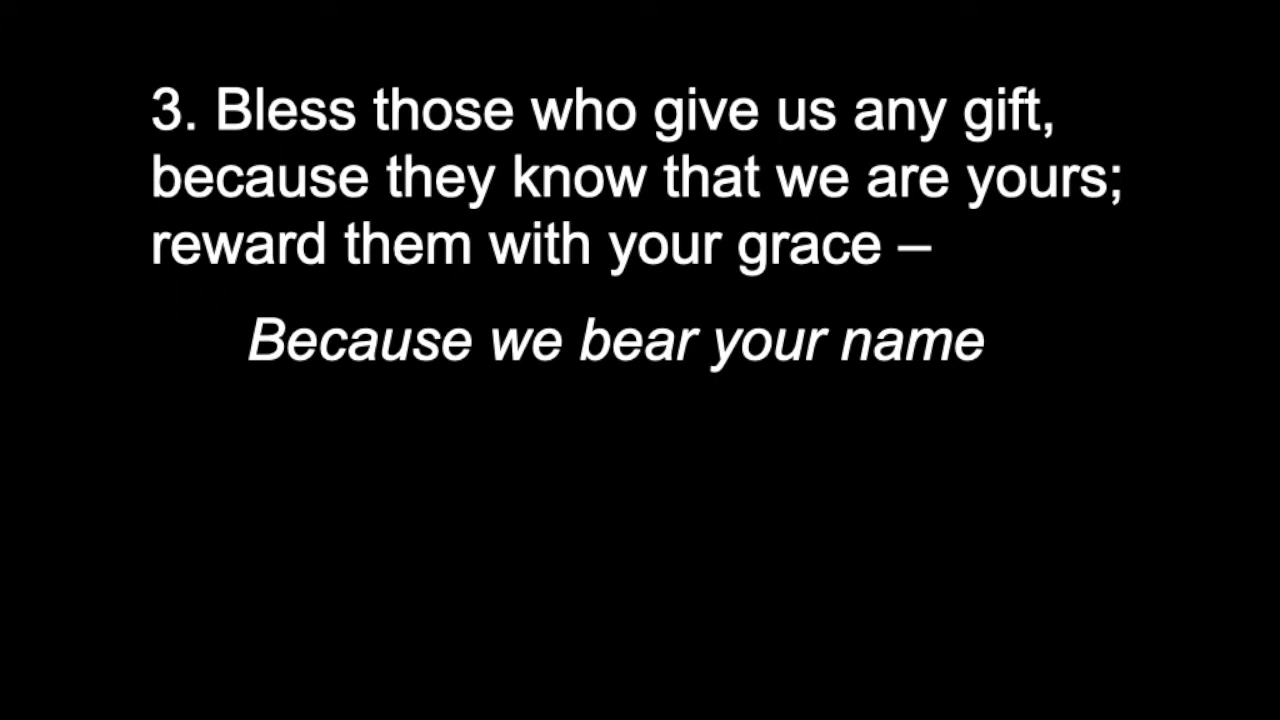 3. Bless those who give us any gift,
because they know that we are yours;
reward them with your grace –
Because we bear your name